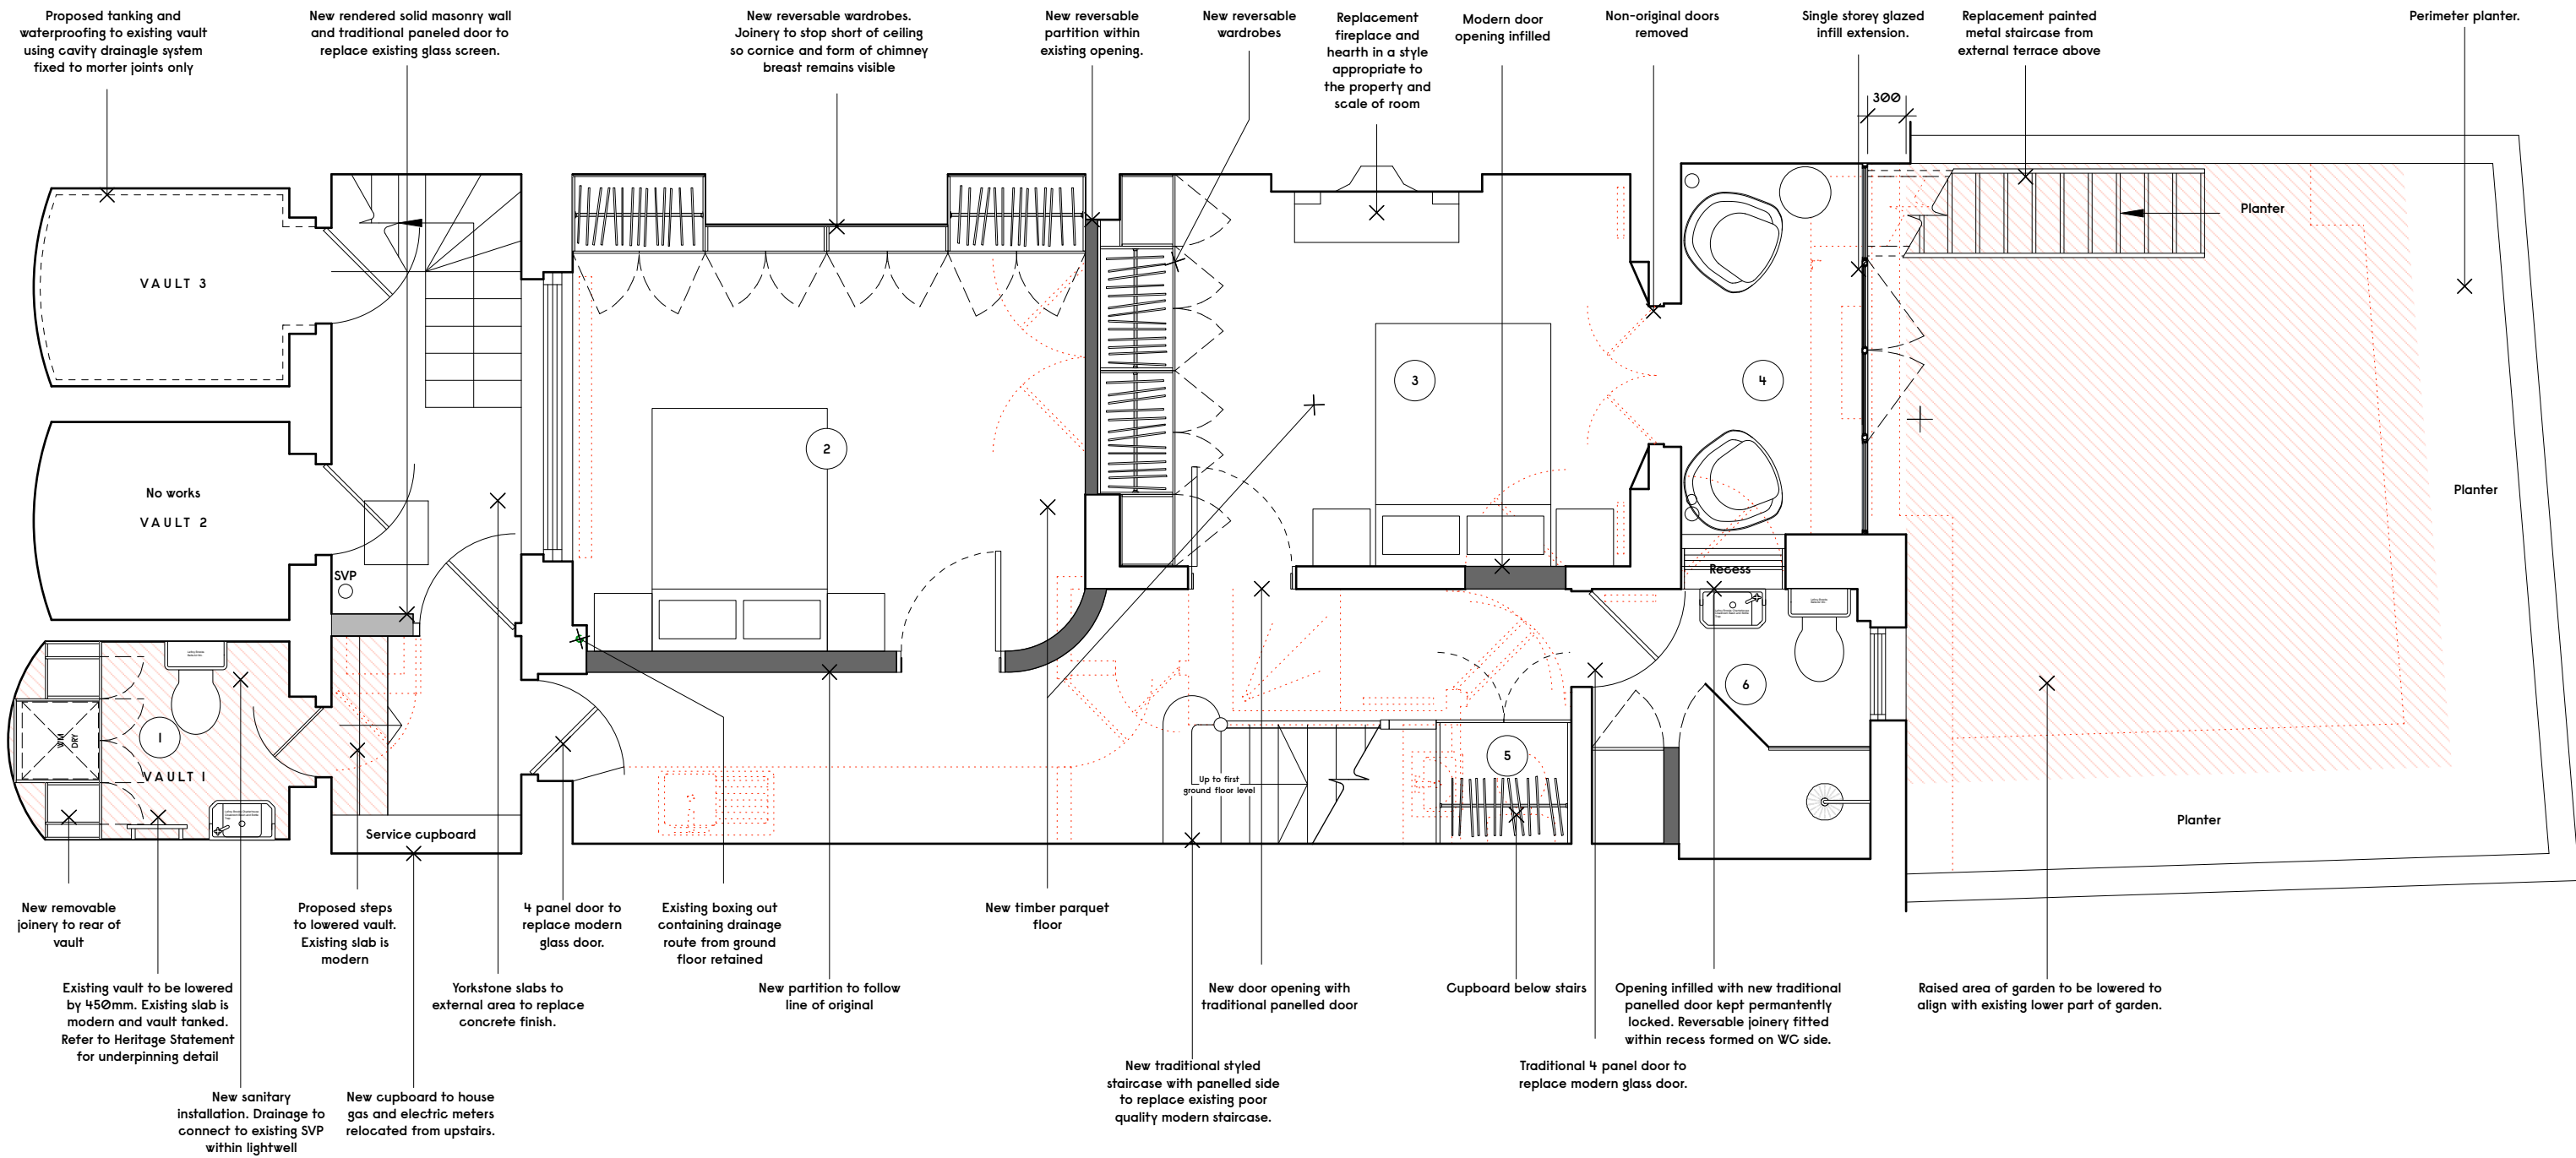 Proposed tanking and
waterproofing to existing vault
using cavity drainage system
fixed to morter joints only
New rendered solid masonry wall
and traditional paneled door to
replace existing glass screen.
New reversable wardrobes.
Joinery to stop short of ceiling
so cornice and form of chimney
breast remains visible
New reversable
partition within
existing opening.
New reversable
wardrobes
Replacement
fireplace and
hearth in a style
appropriate to
the property and
scale of room
Modern door
opening infilled
Non-original doors
removed
Single storey glazed
infill extension.
Replacement painted
metal staircase from
external terrace above
Perimeter planter.
300
Planter
VAULT 3
3
4
2
No works
VAULT 2
Planter
SVP
Recess
6
1
WM
DRY
VAULT 1
5
Up to first
ground floor level
Service cupboard
Planter
New removable
joinery to rear of
vault
Proposed steps
to lowered vault.
Existing slab is
modern
4 panel door to
replace modern
glass door.
Existing boxing out
containing drainage
route from ground
floor retained
New timber parquet
floor
Existing vault to be lowered
by 450mm. Existing slab is
modern and vault tanked.
Refer to Heritage Statement
for underpinning detail
Yorkstone slabs to
external area to replace
concrete finish.
New partition to follow
line of original
New door opening with
traditional panelled door
Cupboard below stairs
Opening infilled with new traditional
panelled door kept permantently
locked. Reversable joinery fitted
within recess formed on WC side.
Raised area of garden to be lowered to
align with existing lower part of garden.
New traditional styled
staircase with panelled side
to replace existing poor
quality modern staircase.
Traditional 4 panel door to
replace modern glass door.
New sanitary
installation. Drainage to
connect to existing SVP
within lightwell
New cupboard to house
gas and electric meters
relocated from upstairs.